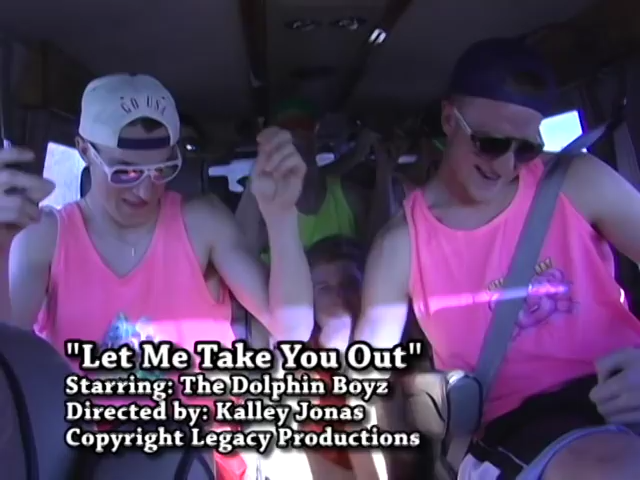 GO USA
"Let Me Take You Out"
Starring: The Dolphin Boyz
Directed by: Kalley Jonas
Copyright Legacy Productions